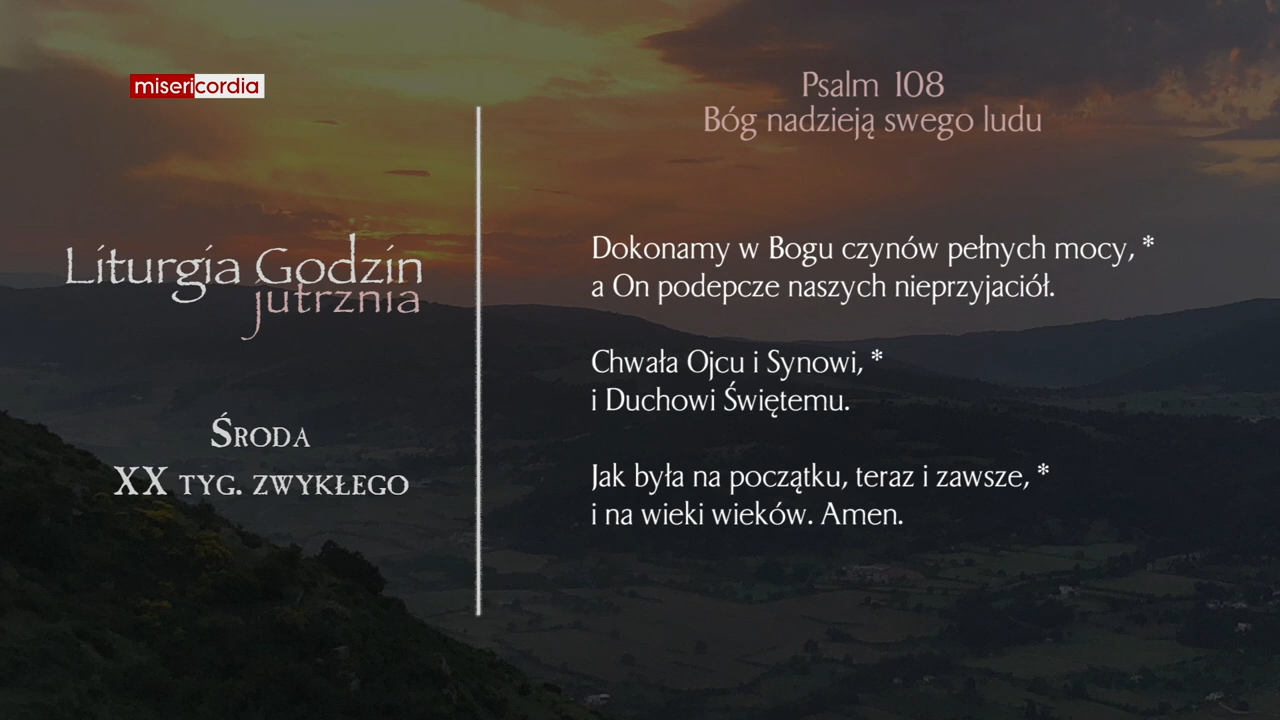 misericordia
Liturgia Godzin
jutrznia
Środa
XX tyg. zwykłego
Psalm 108
Bóg nadzieją swego ludu
Dokonamy w Bogu czynów pełnych mocy, *
a On podepcze naszych nieprzyjaciół.
Chwała Ojcu i Synowi, *
i Duchowi Świętemu.
Jak była na początku, teraz i zawsze, *
i na wieki wieków. Amen.